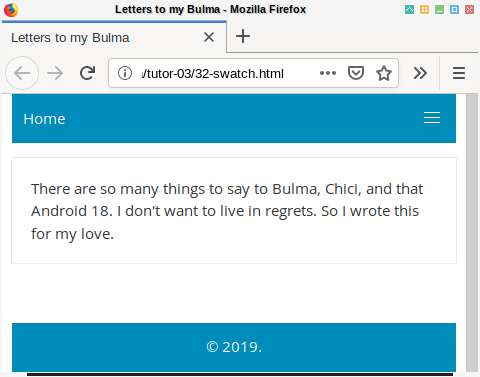 Letters to my Bulma - Mozilla Firefox
Letters to my Bulma
/tutor-03/32-swatch.html
Home
There are so many things to say to Bulma, Chici, and that
Android 18. I don't want to live in regrets. So I wrote this
for my love.
© 2019.